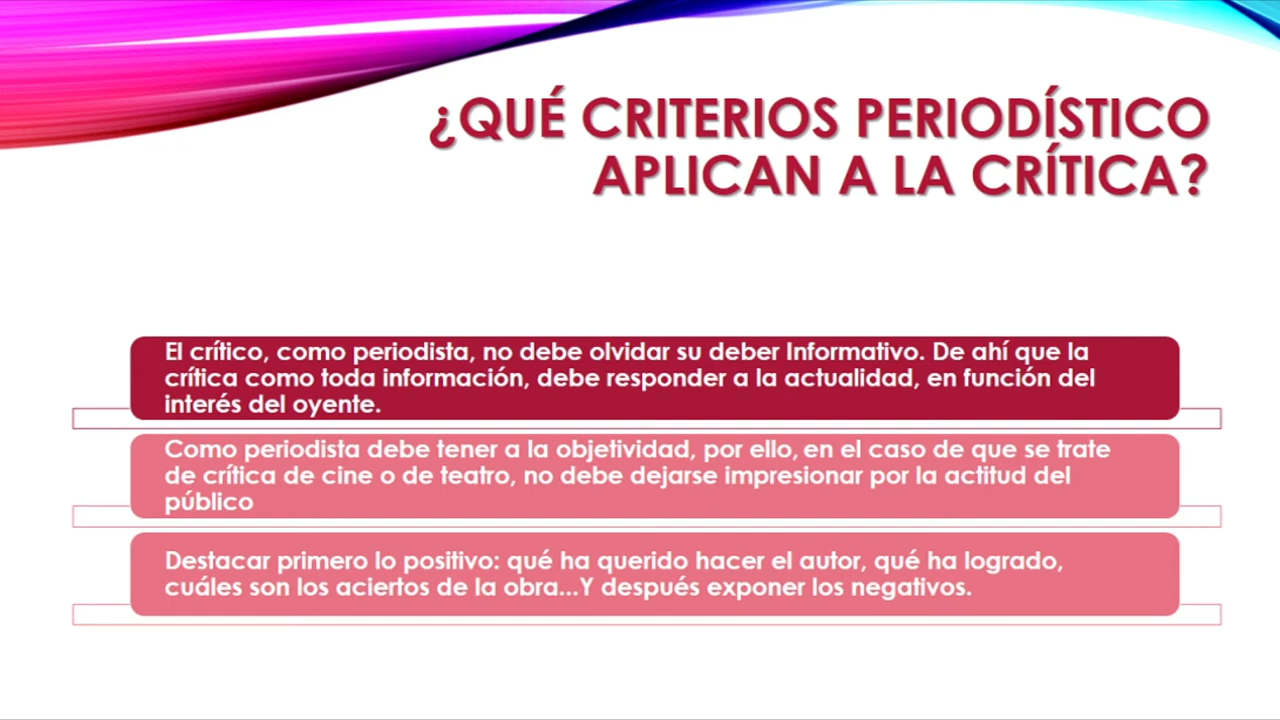 ¿QUÉ CRITERIOS PERIODÍSTICO
APLICAN A LA CRÍTICA?
El crítico, como periodista, no debe olvidar su deber Informativo. De ahí que la
crítica como toda información, debe responder a la actualidad, en función del
interés del oyente.
Como periodista debe tener a la objetividad, por ello, en el caso de que se trate
de crítica de cine o de teatro, no debe dejarse impresionar por la actitud del
público
Destacar primero lo positivo: qué ha querido hacer el autor, qué ha logrado,
cuáles son los aciertos de la obra...Y después exponer los negativos.